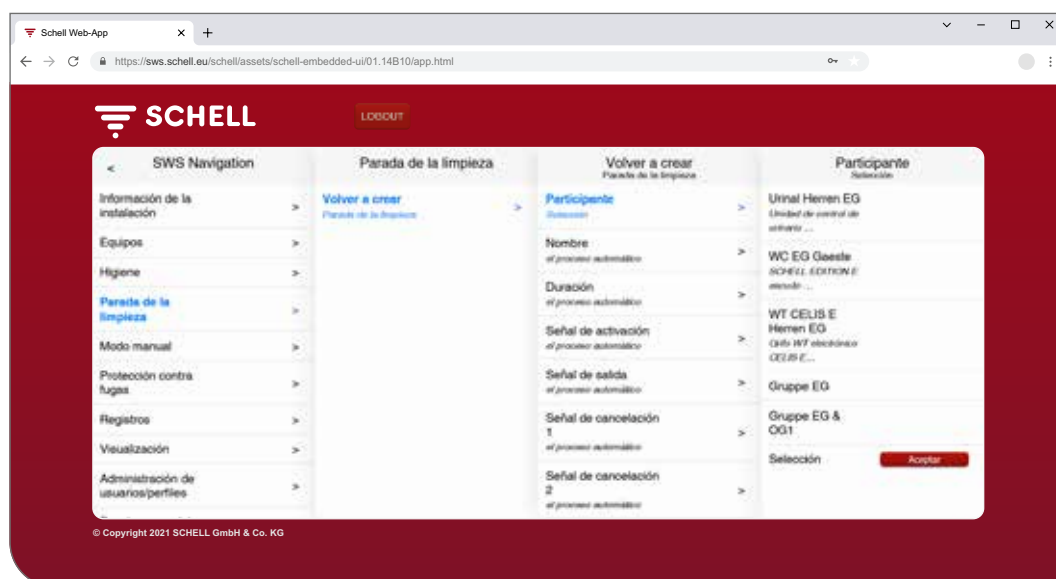 Schell Web-App
https://sws.schell.eu/schell/assets/schell-embedded-ui/01.14B10/app.html
SCHELL
LOGOUT
< SWS Navigation
Información de la
instalación >
Equipos >
Higiene >
Parada de la
limpieza >
Modo manual >
Protección contra
fugas >
Registros >
Visualización >
Administración de
usuarios/perfiles >
Parada de la limpieza
Volver a crear
Parada de la limpieza >
Volver a crear
Parada de la limpieza
Participante
Selección >
Nombre
el proceso automático >
Duración
el proceso automático >
Señal de activación
el proceso automático >
Señal de salida
el proceso automático >
Señal de cancelación
1
el proceso automático >
Señal de cancelación
2
el proceso automático >
Participante
Selección
Urinal Herren EG
Unidad de control de
urinario ...
WC EG Gaeste
SCHELL EDITION E
...
WT CELIS E
Herren EG
Grifo WT electrónico
CELIS E...
Gruppe EG
Gruppe EG &
OG1
Selección Aceptar
© Copyright 2021 SCHELL GmbH & Co. KG